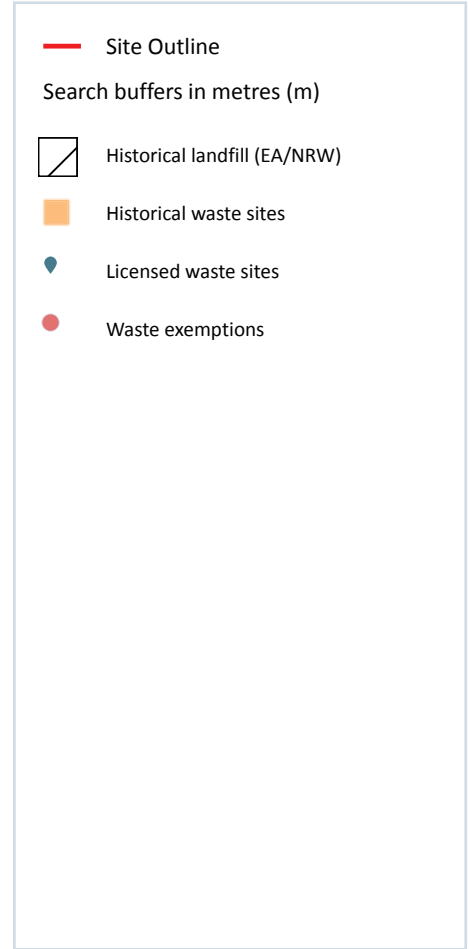 Site Outline
Search buffers in metres (m)
Historical landfill (EA/NRW)
Historical waste sites
Licensed waste sites
Waste exemptions